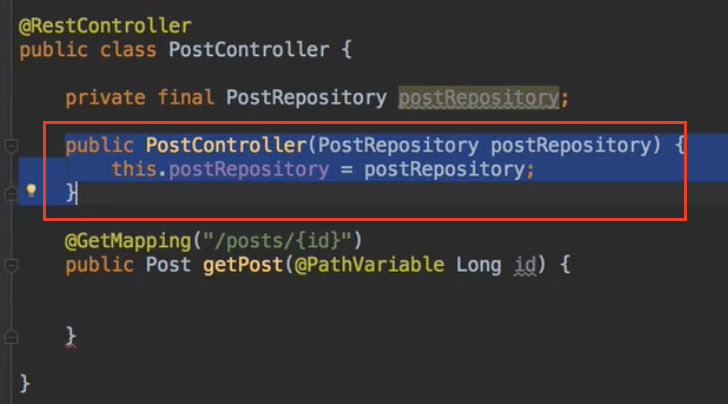 @RestController
public class PostController {
private final PostRepository postRepository;
public PostController(PostRepository postRepository) {
this.postRepository = postRepository;
}
@GetMapping("/posts/{id}")
public Post getPost(@PathVariable Long id) {
}
}